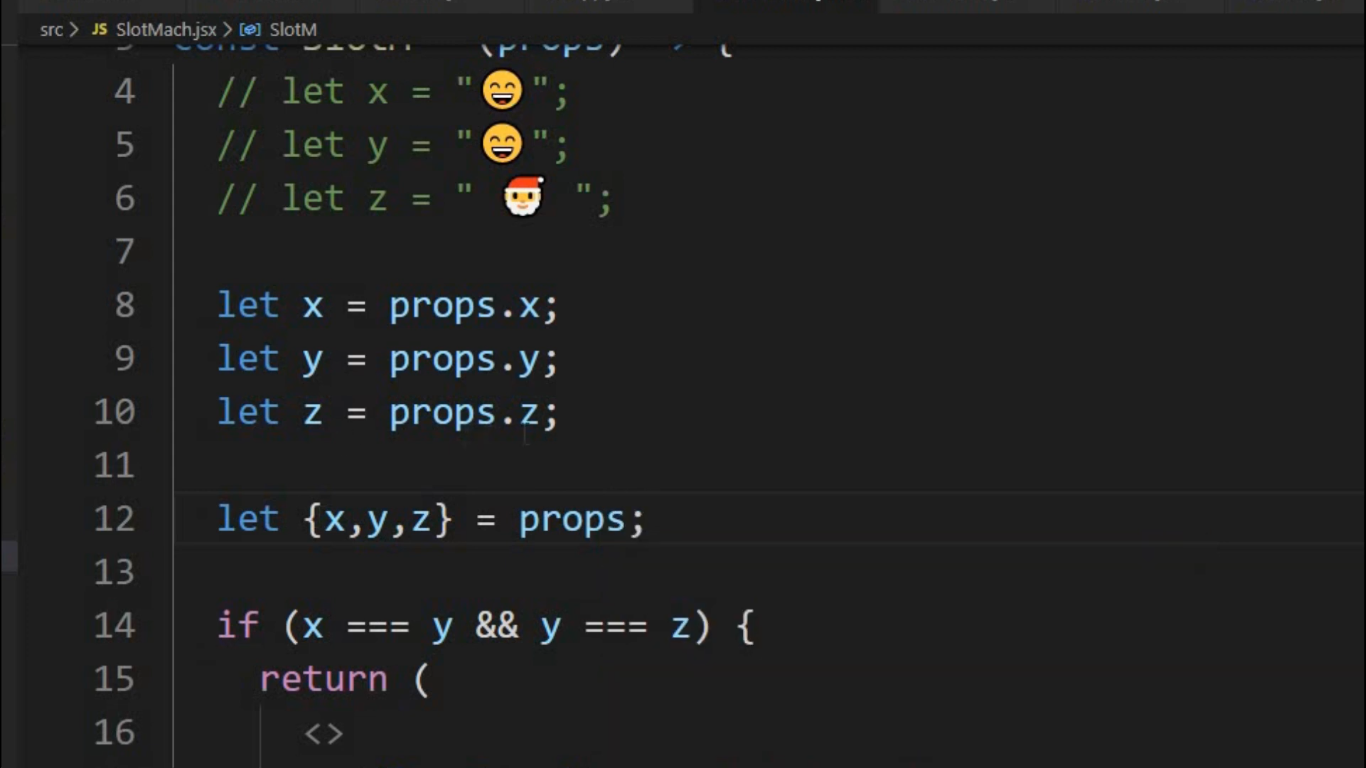 src > JS SlotMach.jsx > SlotM
3 const SlotM = (props) => {
4 // let x = "😄";
5 // let y = "😄";
6 // let z = " 🎅 ";
7
8 let x = props.x;
9 let y = props.y;
10 let z = props.z;
11
12 let {x,y,z} = props;
13
14 if (x === y && y === z) {
15 return (
16 <>